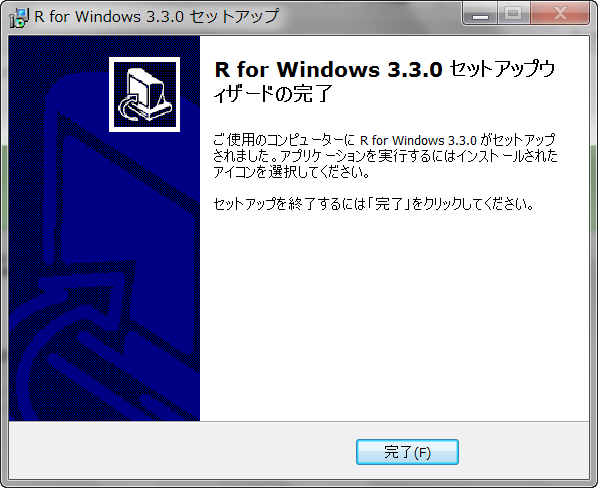 R for Windows 3.3.0 セットアップ
R for Windows 3.3.0 セットアップウ
ィザードの完了
ご使用のコンピューターに R for Windows 3.3.0 がセットアップ
されました。アプリケーションを実行するにはインストールされた
アイコンを選択してください。
セットアップを終了するには「完了」をクリックしてください。
完了(F)